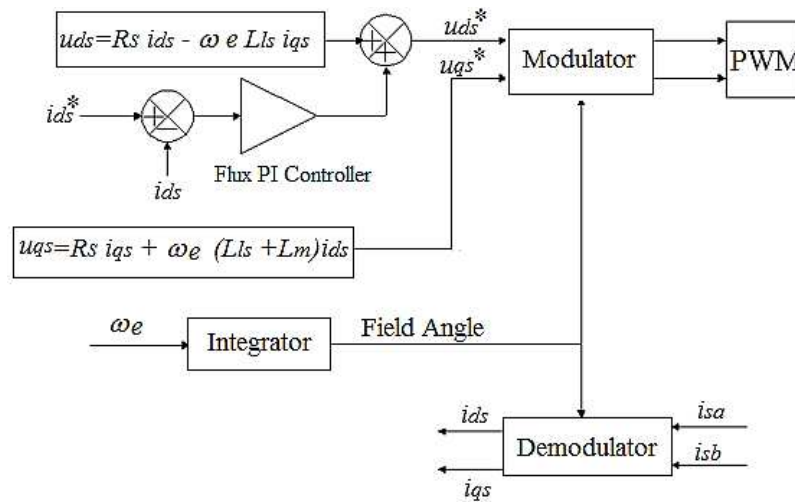 uds=Rs ids - ω e Lls iqs
uds*
uqs*
Modulator
PWM
ids*
ids
Flux PI Controller
uqs=Rs iqs + ωe (Lls +Lm)ids
ωe
Integrator
Field Angle
ids
iqs
Demodulator
isa
isb